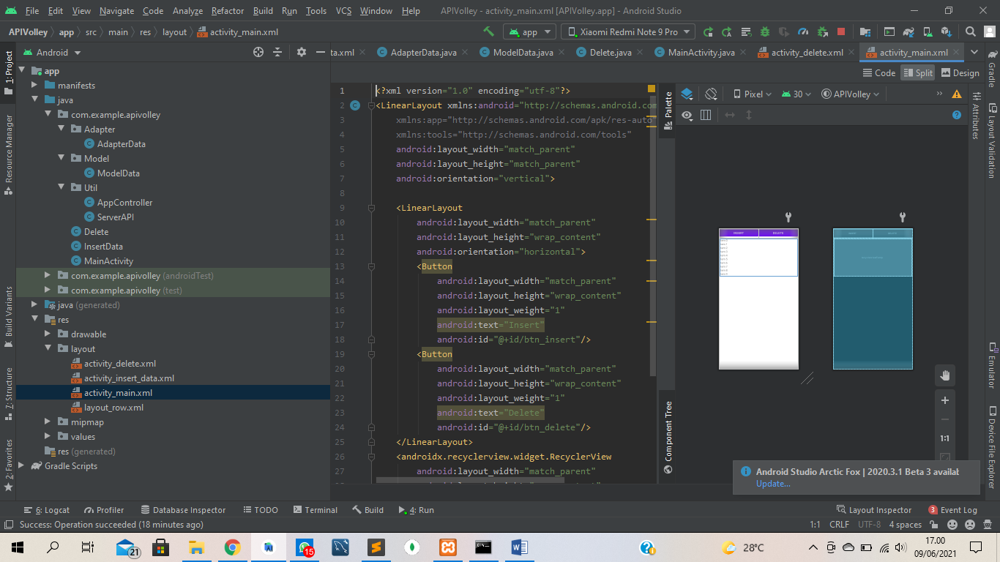 File Edit View Navigate Code Analyze Refactor Build Run Tools VCS Window Help APIVolley - activity_main.xml [APIVolley.app] - Android Studio
APIVolley app src main res layout activity_main.xml app Xiaomi Redmi Note 9 Pro
Android ta.xml AdapterData.java ModelData.java Delete.java MainActivity.java activity_delete.xml activity_main.xml
Code Split Design
1: Project
Resource Manager
Build Variants
7: Structure
2: Favorites
app
manifests
java
com.example.apivolley
Adapter
AdapterData
Model
ModelData
Util
AppController
ServerAPI
Delete
InsertData
MainActivity
com.example.apivolley (androidTest)
com.example.apivolley (test)
java (generated)
res
drawable
layout
activity_delete.xml
activity_insert_data.xml
activity_main.xml
layout_row.xml
mipmap
values
res (generated)
Gradle Scripts
1 <?xml version="1.0" encoding="utf-8"?>
2 <LinearLayout xmlns:android="http://schemas.android.com
3 xmlns:app="http://schemas.android.com/apk/res-auto"
4 xmlns:tools="http://schemas.android.com/tools"
5 android:layout_width="match_parent"
6 android:layout_height="match_parent"
7 android:orientation="vertical">
8
9 <LinearLayout
10 android:layout_width="match_parent"
11 android:layout_height="wrap_content"
12 android:orientation="horizontal">
13 <Button
14 android:layout_width="match_parent"
15 android:layout_height="wrap_content"
16 android:layout_weight="1"
17 android:text="Insert"
18 android:id="@+id/btn_insert"/>
19 <Button
20 android:layout_width="match_parent"
21 android:layout_height="wrap_content"
22 android:layout_weight="1"
23 android:text="Delete"
24 android:id="@+id/btn_delete"/>
25 </LinearLayout>
26 <androidx.recyclerview.widget.RecyclerView
27 android:layout_width="match_parent"
Palette
Component Tree
Pixel 30 APIVolley
INSERT DELETE
Attributes
Gradle
Layout Validation
Emulator
Device File Explorer
1:1
Android Studio Arctic Fox | 2020.3.1 Beta 3 availal
Update...
6: Logcat Profiler Database Inspector TODO Terminal Build 4: Run Layout Inspector 3 Event Log
Success: Operation succeeded (18 minutes ago) 1:1 CRLF UTF-8 4 spaces
21 15 28°C 17.00
09/06/2021